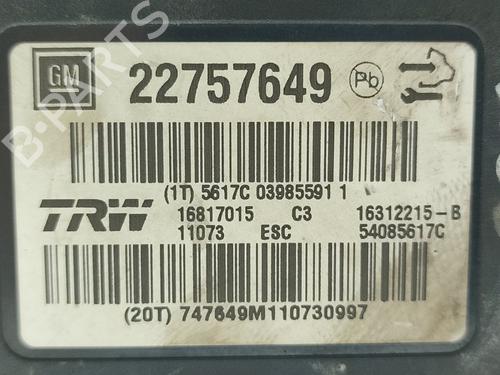 GM 22757649 Pb
(1T) 5617C 03985591 1
TRW 16817015 C3 16312215-B
11073 ESC 54085617C
(20T) 747649M110730997
B-PARTS